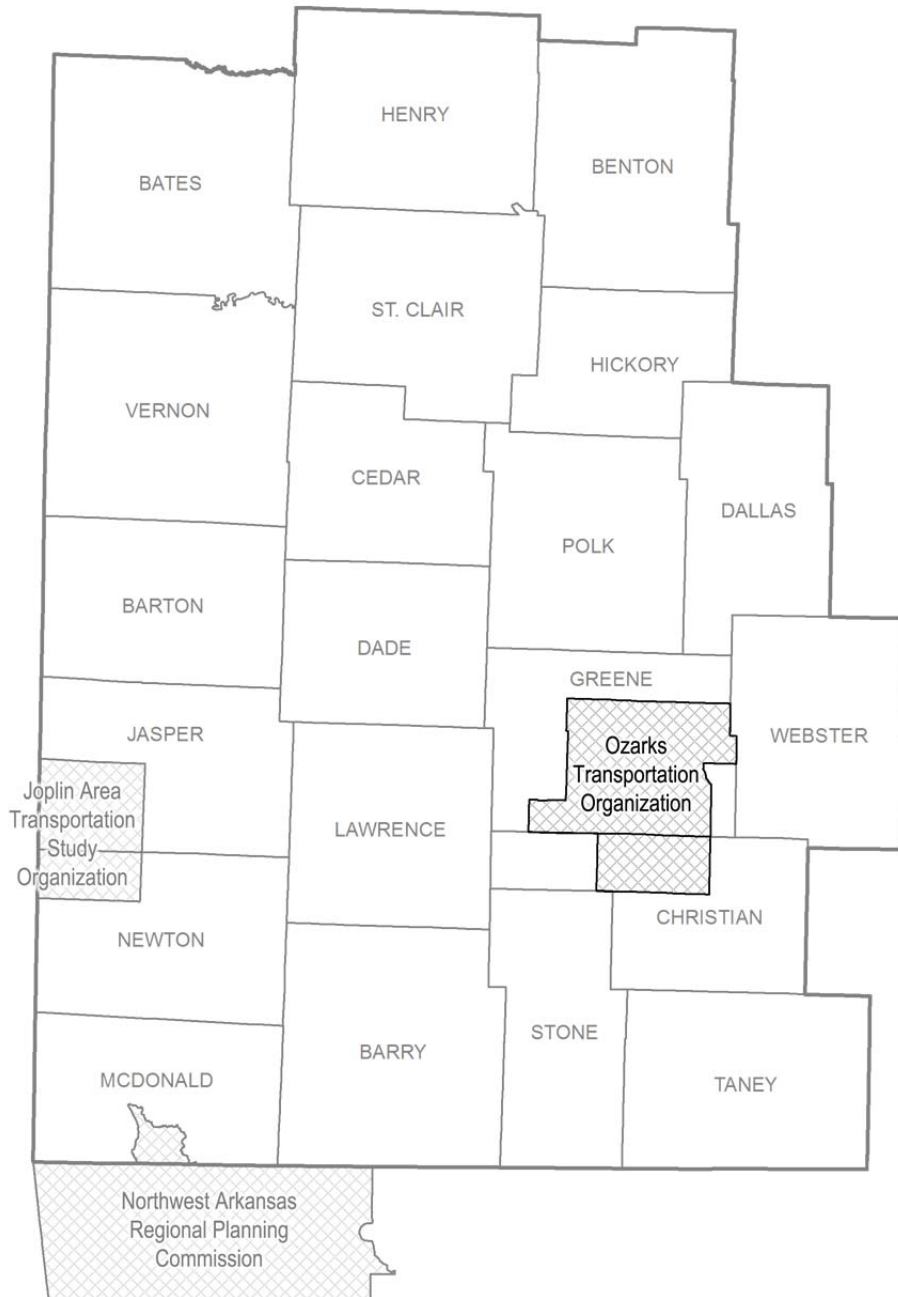 HENRY
BENTON
BATES
ST. CLAIR
HICKORY
VERNON
CEDAR
DALLAS
POLK
BARTON
DADE
GREENE
JASPER
WEBSTER
Ozarks
Transportation
Organization
Joplin Area
Transportation
Study
Organization
LAWRENCE
CHRISTIAN
NEWTON
STONE
BARRY
MCDONALD
TANEY
Northwest Arkansas
Regional Planning
Commission